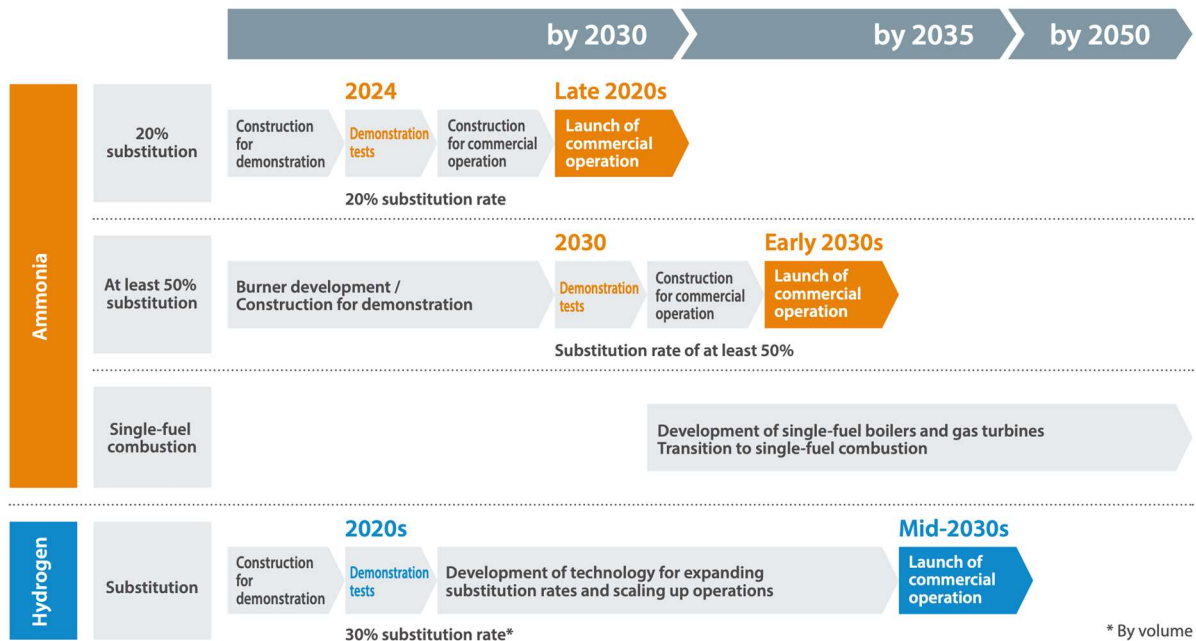 by 2030
by 2035
by 2050
Ammonia
20%
substitution
Construction
for
demonstration
2024
Demonstration
tests
Construction
for commercial
operation
Late 2020s
Launch of
commercial
operation
20% substitution rate
At least 50%
substitution
Burner development /
Construction for demonstration
2030
Demonstration
tests
Construction
for commercial
operation
Early 2030s
Launch of
commercial
operation
Substitution rate of at least 50%
Single-fuel
combustion
Development of single-fuel boilers and gas turbines
Transition to single-fuel combustion
Hydrogen
Substitution
Construction
for
demonstration
2020s
Demonstration
tests
Development of technology for expanding
substitution rates and scaling up operations
Mid-2030s
Launch of
commercial
operation
30% substitution rate*
* By volume